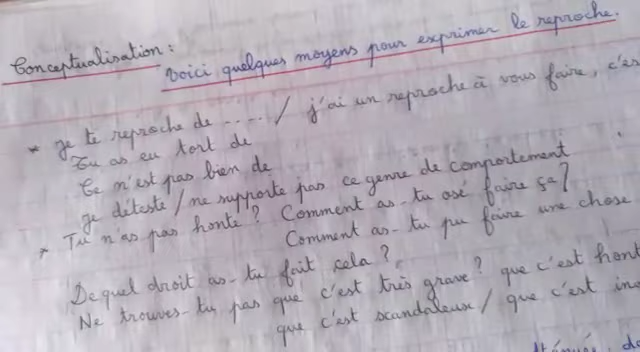 Conceptualisation :
Voici quelques moyens pour exprimer le reproche.
* Je te reproche de ..... / j'ai un reproche à vous faire, c'es
Tu as eu tort de
Ce n'est pas bien de
Je déteste / ne supporte pas ce genre de comportement
* Tu n'as pas honte ? Comment as-tu osé faire ça ?
Comment as-tu pu faire une chose
De quel droit as-tu fait cela ?
Ne trouves-tu pas que c'est très grave ? que c'est hont
que c'est scandaleux / que c'est in